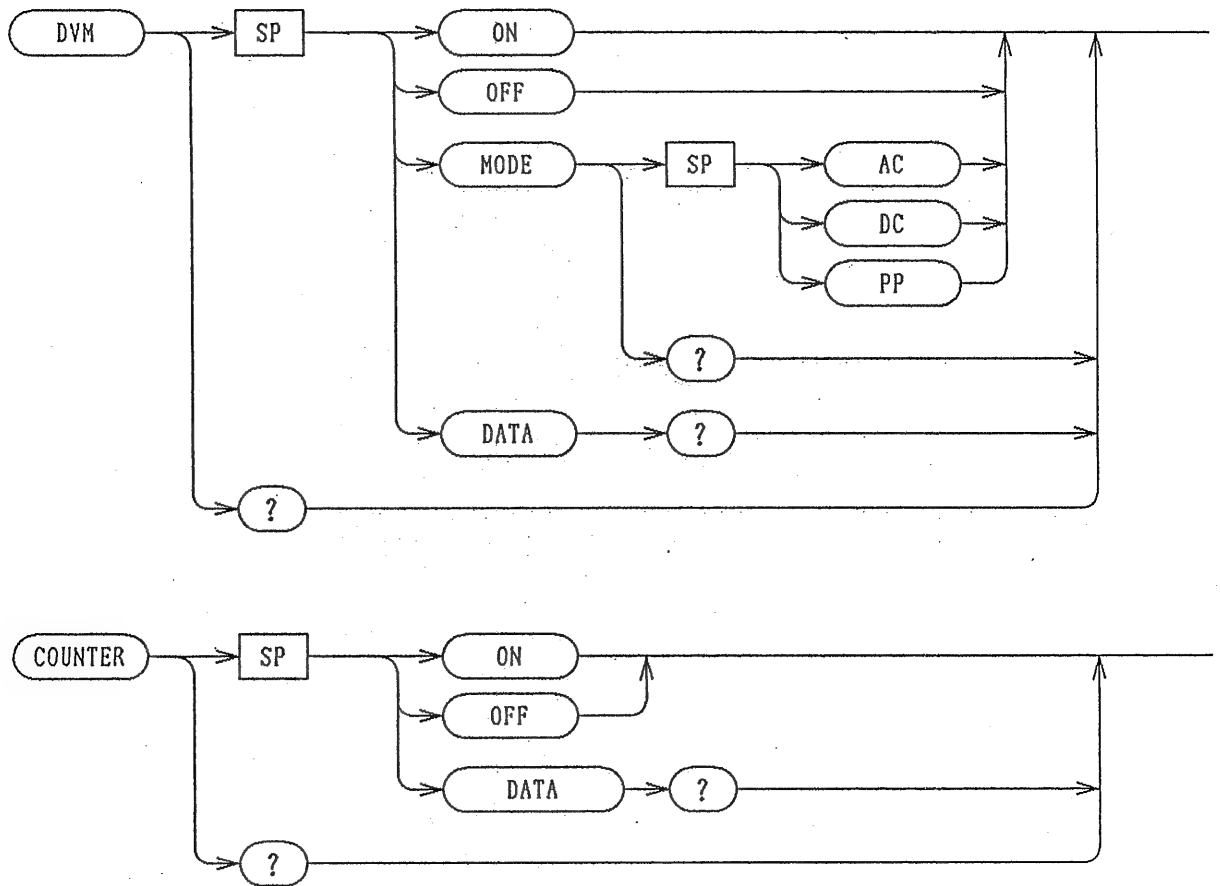 DVM SP ON
OFF
MODE SP AC
DC
PP
?
DATA ?
?
COUNTER SP ON
OFF
DATA ?
?